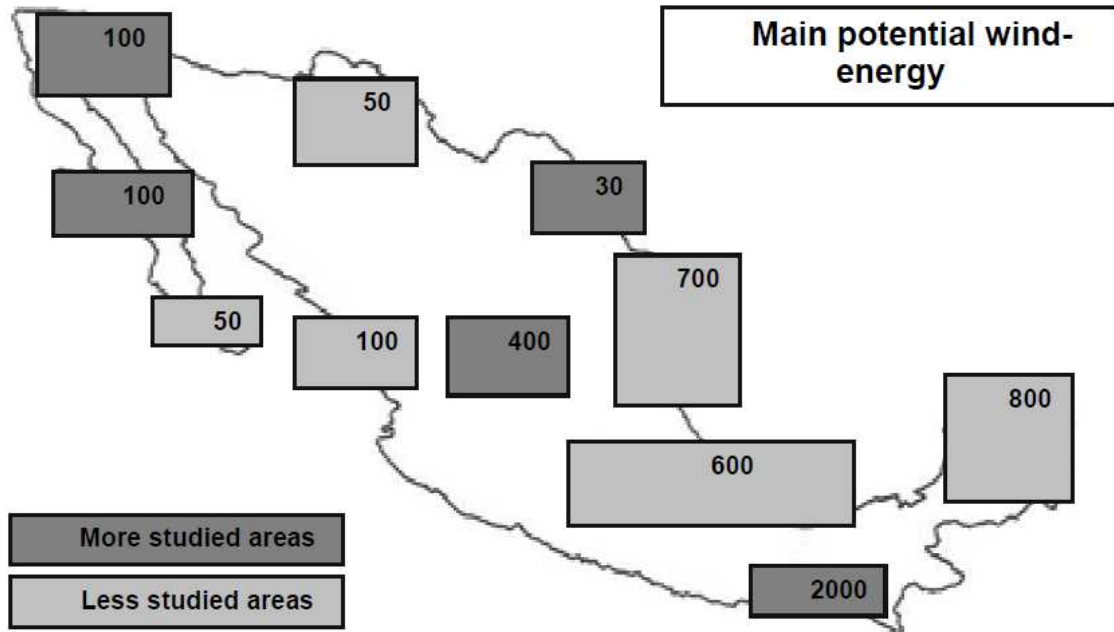 100
Main potential wind-
energy
50
100
30
700
50
100
400
800
600
More studied areas
Less studied areas
2000